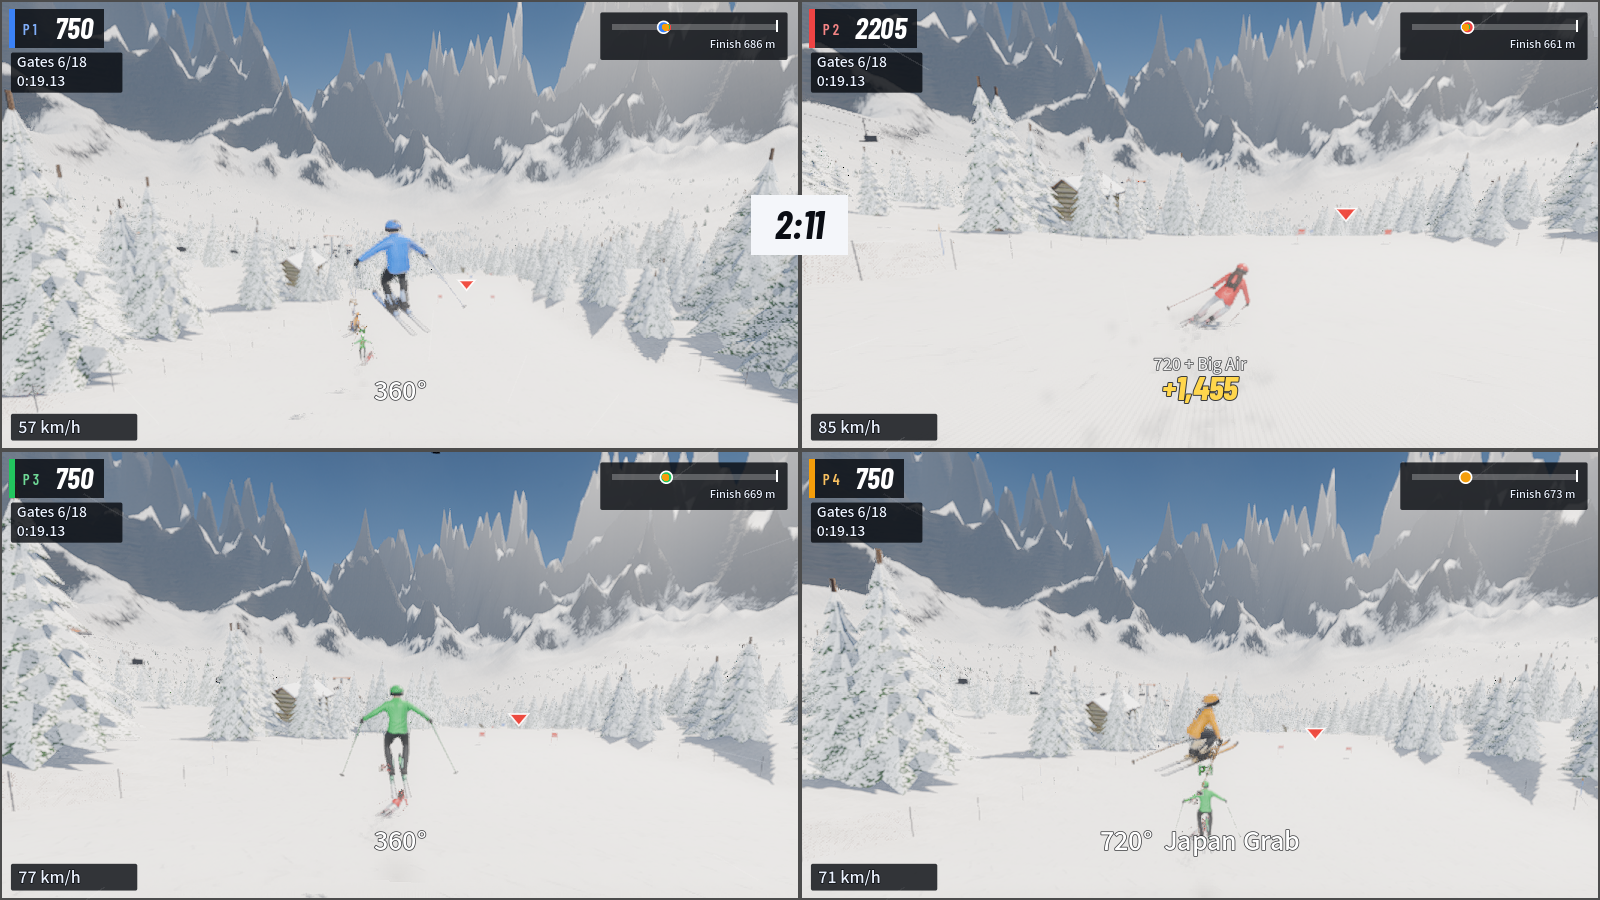 P1 750
Gates 6/18
0:19.13
Finish 686 m
360°
57 km/h
P2 2205
Gates 6/18
0:19.13
Finish 661 m
720 + Big Air
+1,455
85 km/h
2:11
P3 750
Gates 6/18
0:19.13
Finish 669 m
360°
77 km/h
P4 750
Gates 6/18
0:19.13
Finish 673 m
720° Japan Grab
71 km/h